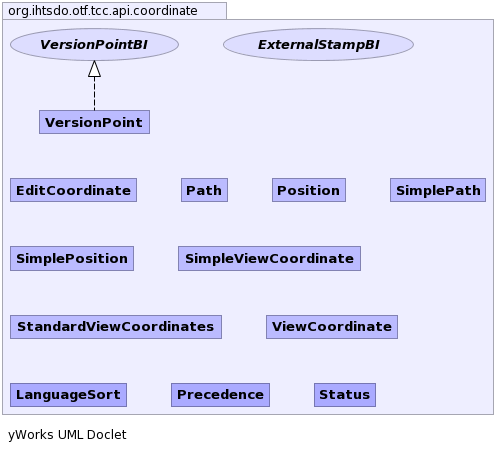 org.ihtsdo.otf.tcc.api.coordinate
VersionPointBI ExternalStampBI
VersionPoint
EditCoordinate Path Position SimplePath
SimplePosition SimpleViewCoordinate
StandardViewCoordinates ViewCoordinate
LanguageSort Precedence Status
yWorks UML Doclet